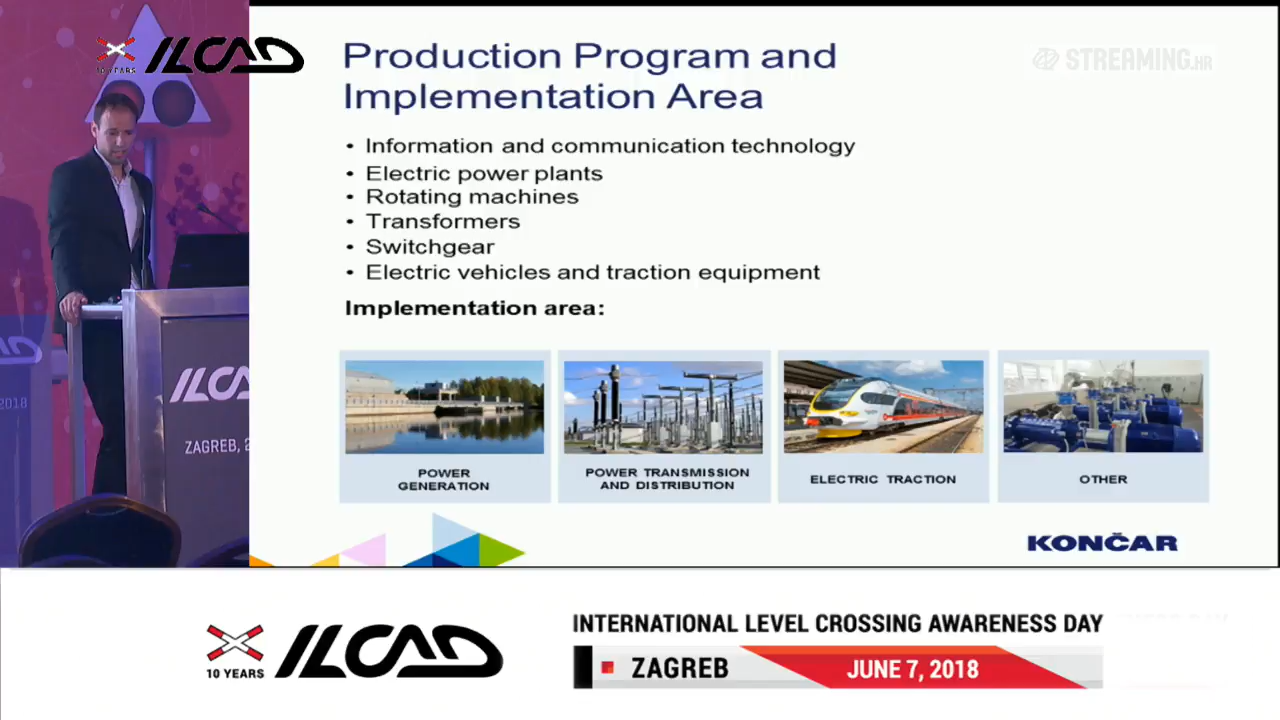 10 YEARS ILCAD
STREAMING.HR
Production Program and
Implementation Area
• Information and communication technology
• Electric power plants
• Rotating machines
• Transformers
• Switchgear
• Electric vehicles and traction equipment
Implementation area:
POWER
GENERATION
POWER TRANSMISSION
AND DISTRIBUTION
ELECTRIC TRACTION
OTHER
KONČAR
ILCA
ZAGREB, 2
2018
10 YEARS ILCAD
INTERNATIONAL LEVEL CROSSING AWARENESS DAY
ZAGREB JUNE 7, 2018